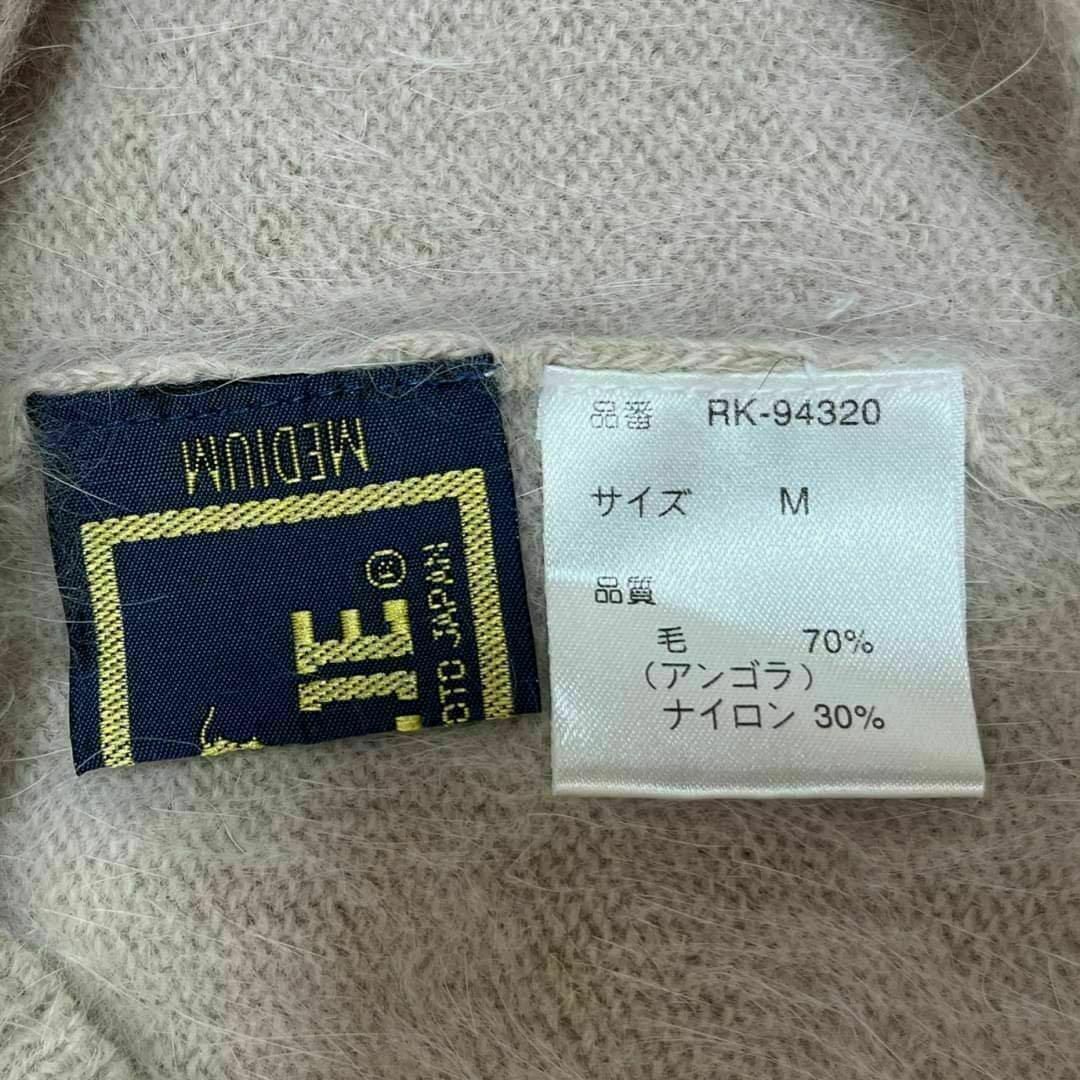 MEDIUM
TE®
OTO JAPAN
品番 RK-94320
サイズ M
品質
毛 70%
(アンゴラ)
ナイロン 30%